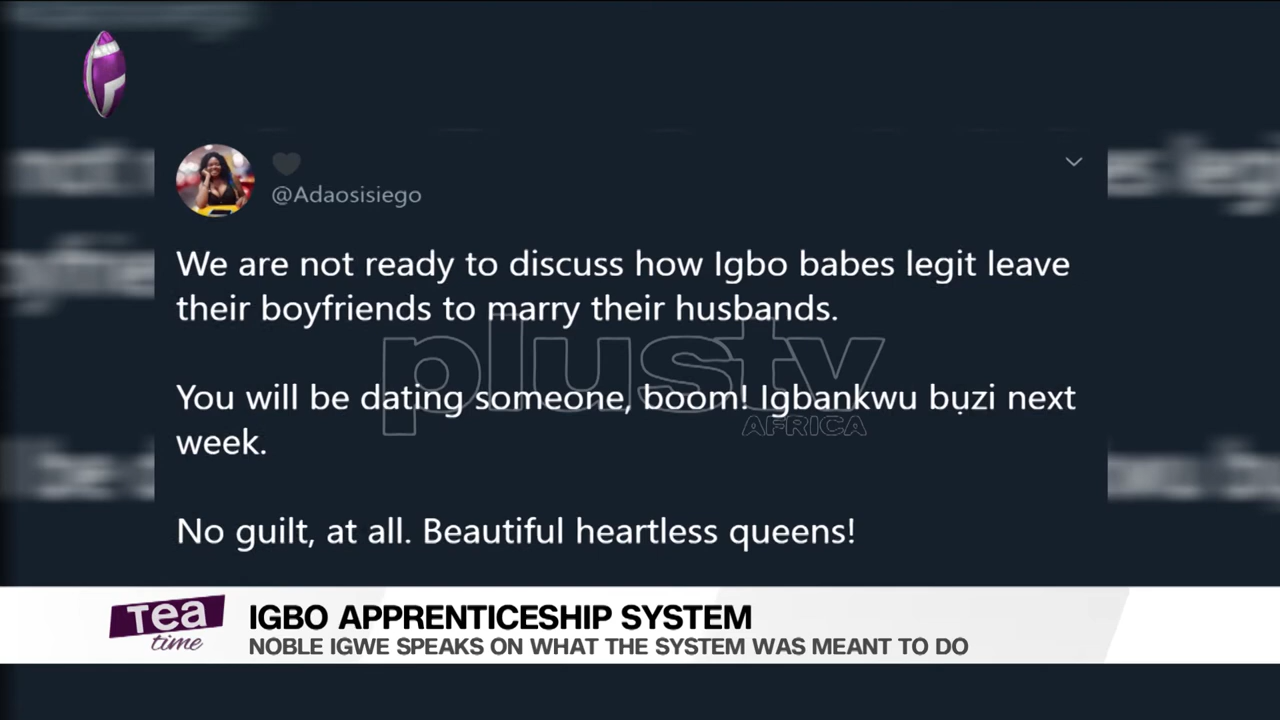 @Adaosisiego
We are not ready to discuss how Igbo babes legit leave
their boyfriends to marry their husbands.
You will be dating someone, boom! Igbankwu bụzi next
week.
No guilt, at all. Beautiful heartless queens!
plustv
AFRICA
Tea
time
IGBO APPRENTICESHIP SYSTEM
NOBLE IGWE SPEAKS ON WHAT THE SYSTEM WAS MEANT TO DO